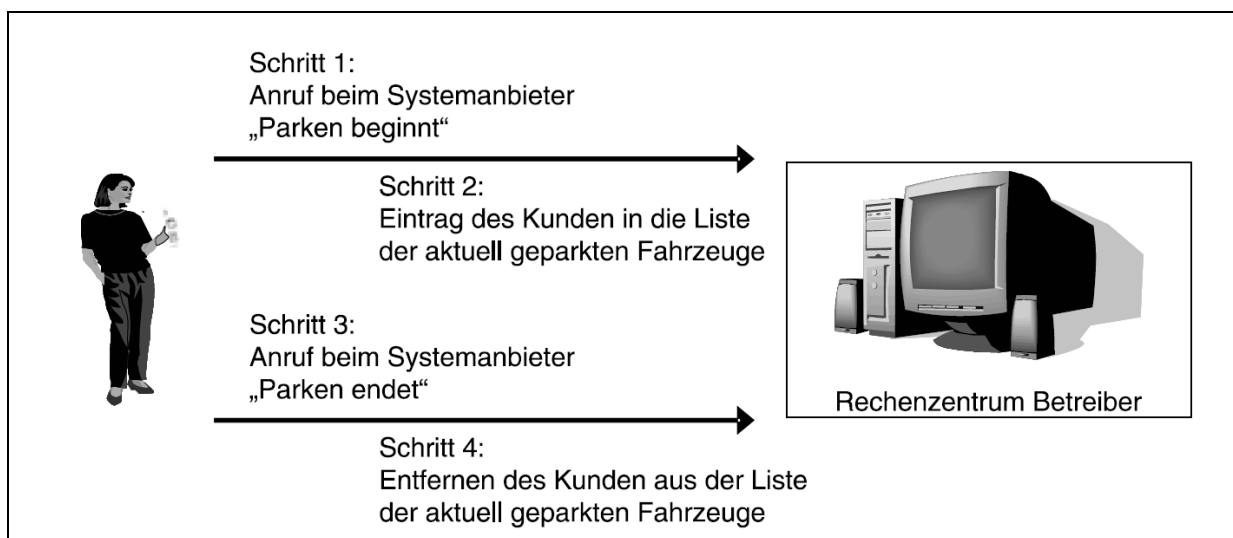 Schritt 1:
Anruf beim Systemanbieter
„Parken beginnt“
Schritt 2:
Eintrag des Kunden in die Liste
der aktuell geparkten Fahrzeuge
Schritt 3:
Anruf beim Systemanbieter
„Parken endet“
Schritt 4:
Entfernen des Kunden aus der Liste
der aktuell geparkten Fahrzeuge
Rechenzentrum Betreiber